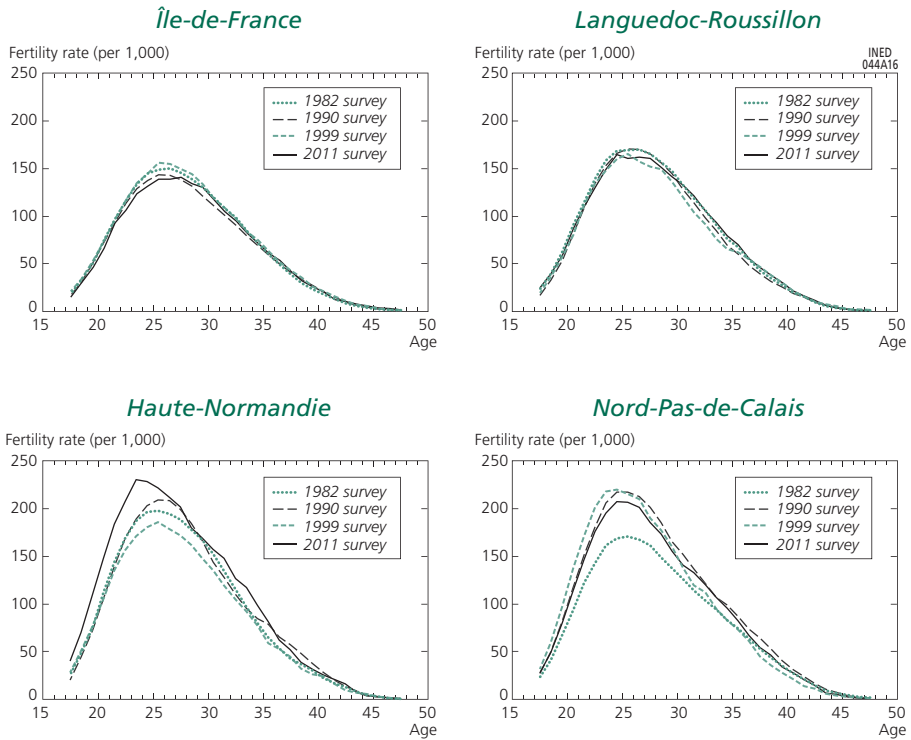 Île-de-France
Fertility rate (per 1,000)
250
200
150
100
50
0
1982 survey
1990 survey
1999 survey
2011 survey
15 20 25 30 35 40 45 50
Age
Languedoc-Roussillon
Fertility rate (per 1,000)
INED
044A16
250
200
150
100
50
0
1982 survey
1990 survey
1999 survey
2011 survey
15 20 25 30 35 40 45 50
Age
Haute-Normandie
Fertility rate (per 1,000)
250
200
150
100
50
0
1982 survey
1990 survey
1999 survey
2011 survey
15 20 25 30 35 40 45 50
Age
Nord-Pas-de-Calais
Fertility rate (per 1,000)
250
200
150
100
50
0
1982 survey
1990 survey
1999 survey
2011 survey
15 20 25 30 35 40 45 50
Age